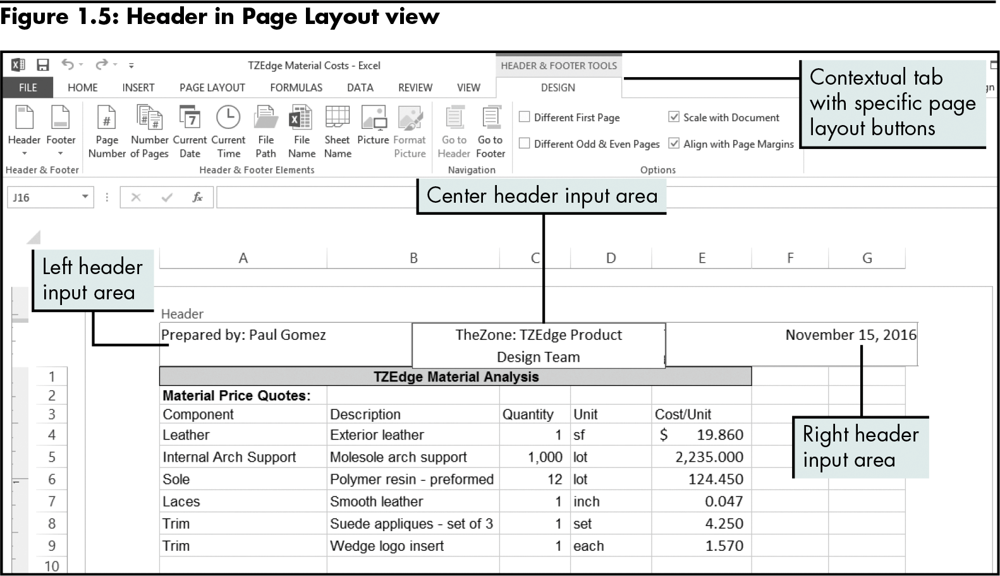 Figure 1.5: Header in Page Layout view
TZEdge Material Costs - Excel
HEADER & FOOTER TOOLS
FILE HOME INSERT PAGE LAYOUT FORMULAS DATA REVIEW VIEW DESIGN
Contextual tab
with specific page
layout buttons
Header Footer
Page Number
Number of Pages
Current Date
Current Time
File Path
File Name
Sheet Name
Picture
Format Picture
Go to Header
Go to Footer
Different First Page
Different Odd & Even Pages
Scale with Document
Align with Page Margins
Header & Footer
Header & Footer Elements
Navigation
Options
J16
fx
Center header input area
A B C D E F G
Left header
input area
Header
Prepared by: Paul Gomez
TheZone: TZEdge Product
Design Team
November 15, 2016
1 TZEdge Material Analysis
2 Material Price Quotes:
3 Component Description Quantity Unit Cost/Unit
4 Leather Exterior leather 1 sf $ 19.860
5 Internal Arch Support Molesole arch support 1,000 lot 2,235.000
6 Sole Polymer resin - preformed 12 lot 124.450
7 Laces Smooth leather 1 inch 0.047
8 Trim Suede appliques - set of 3 1 set 4.250
9 Trim Wedge logo insert 1 each 1.570
10
Right header
input area